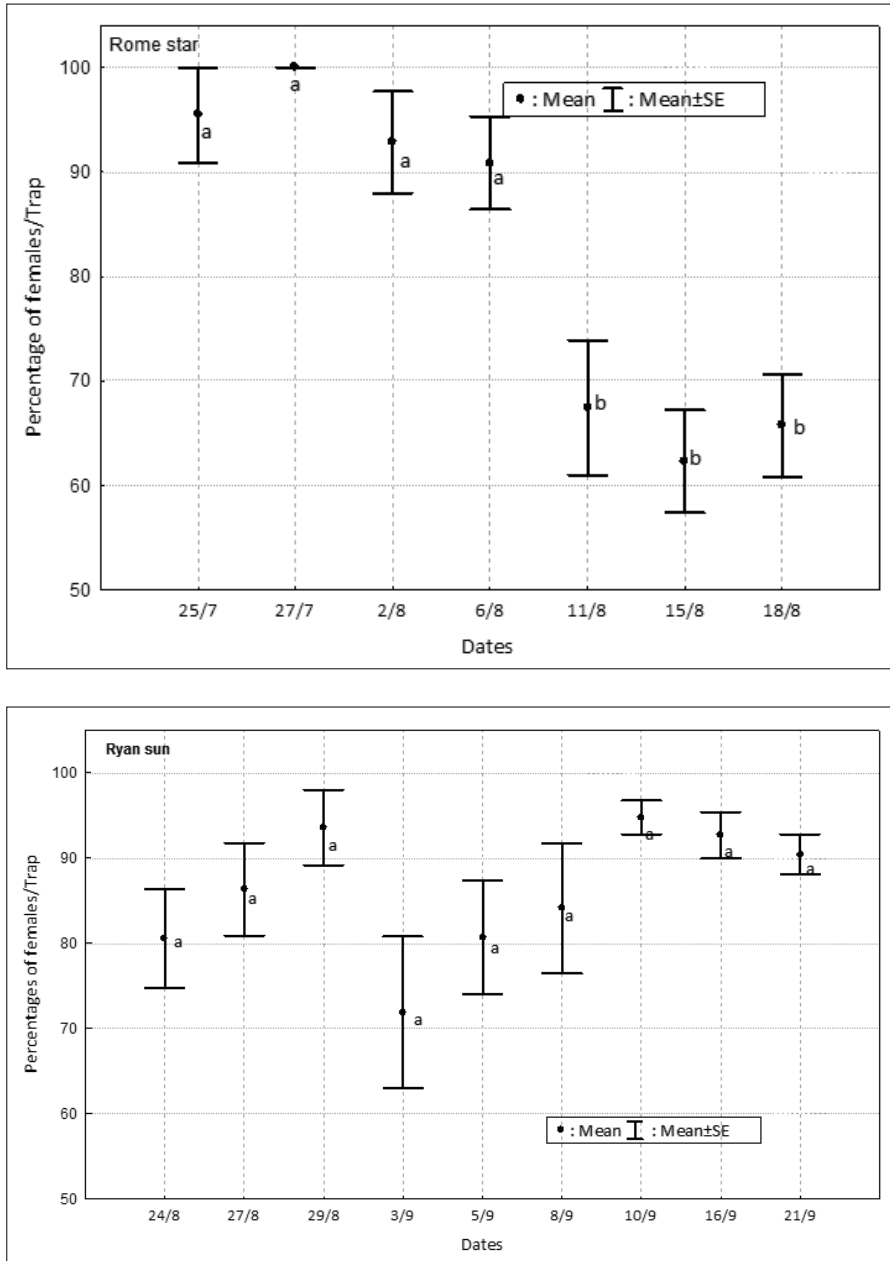 Rome star
100
90
80
70
60
50
Percentage of females/Trap
: Mean : Mean±SE
a
a
a
a
b
b
b
25/7 27/7 2/8 6/8 11/8 15/8 18/8
Dates
Ryan sun
100
90
80
70
60
50
Percentages of females/Trap
a
a
a
a
a
a
a
a
a
: Mean : Mean±SE
24/8 27/8 29/8 3/9 5/9 8/9 10/9 16/9 21/9
Dates